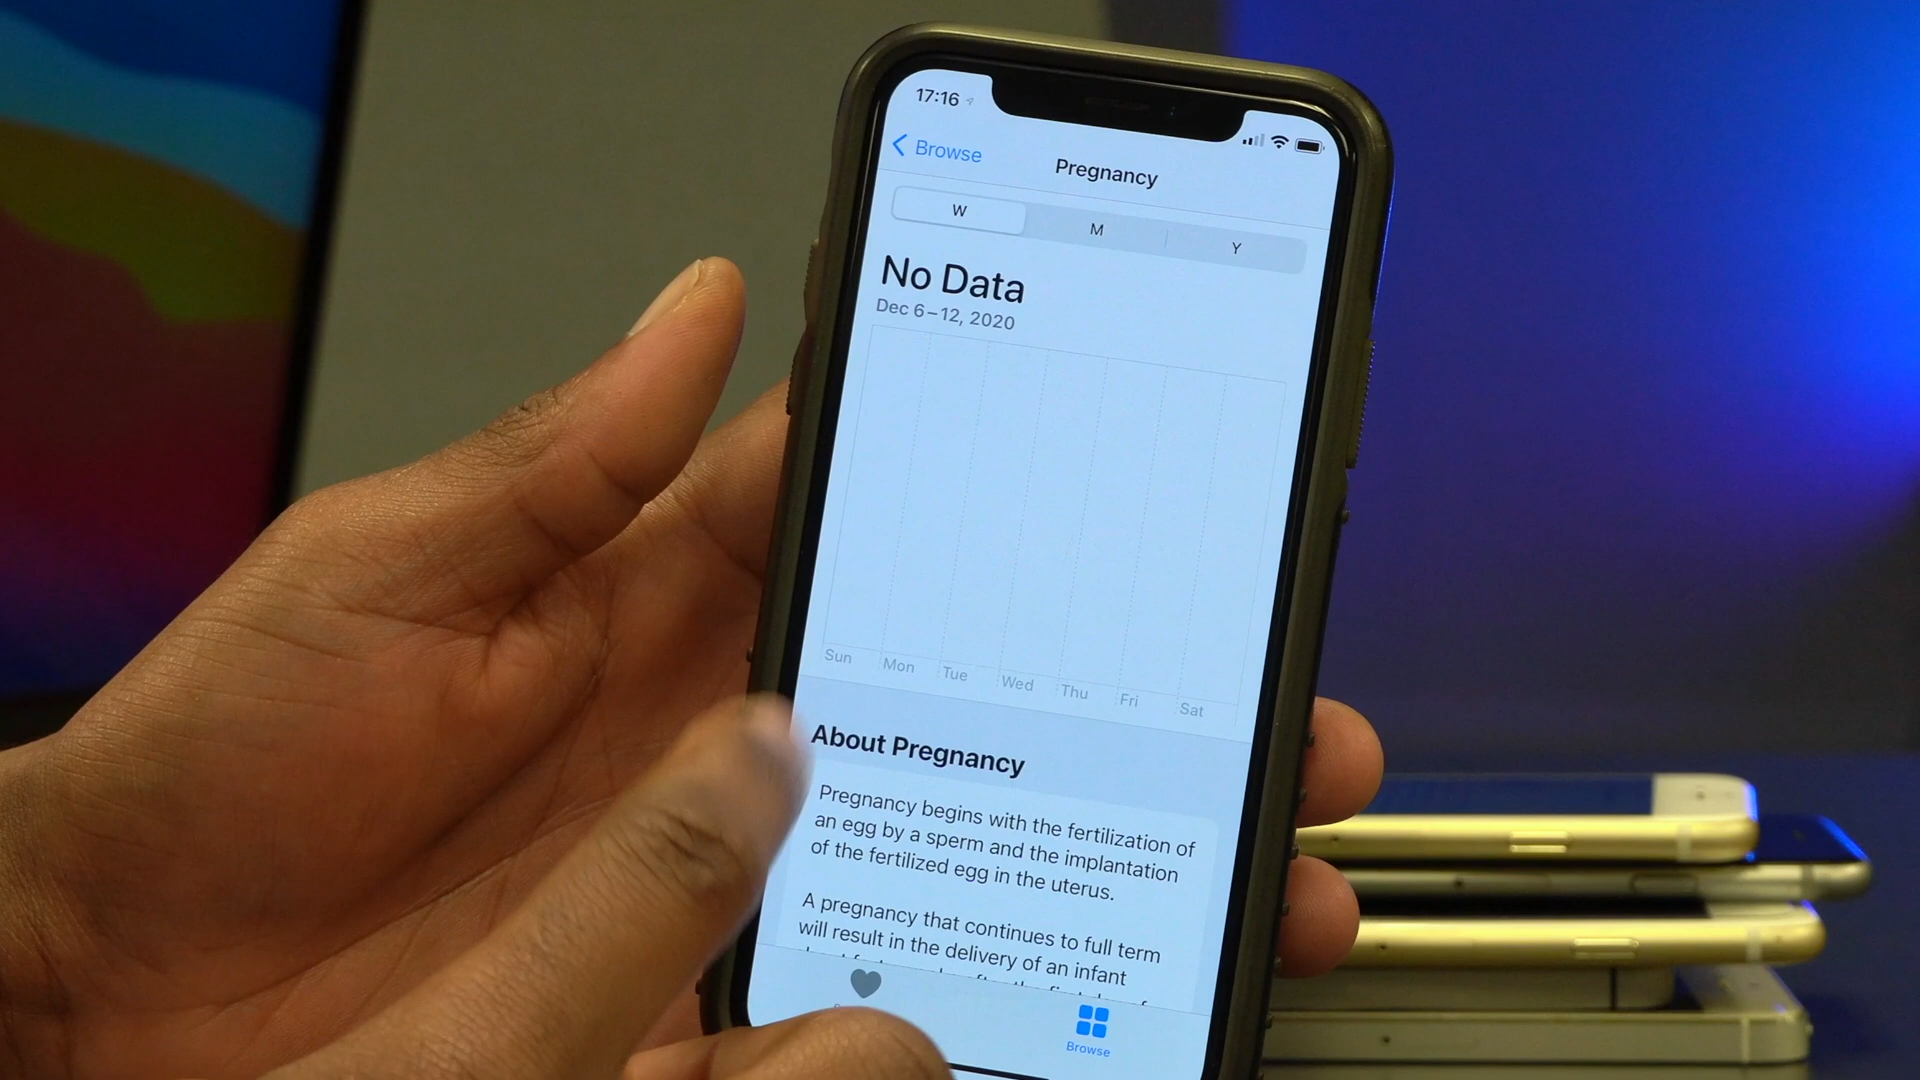 17:16
Browse
Pregnancy
W M Y
No Data
Dec 6–12, 2020
Sun Mon Tue Wed Thu Fri Sat
About Pregnancy
Pregnancy begins with the fertilization of
an egg by a sperm and the implantation
of the fertilized egg in the uterus.
A pregnancy that continues to full term
will result in the delivery of an infant
Browse